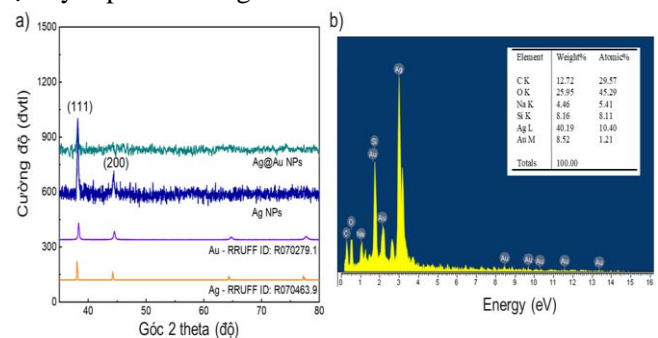 a)
1500
1200
900
600
300
0
Cường độ (đvtl)
(111)
(200)
Ag@Au NPs
Ag NPs
Au - RRUFF ID: R070279.1
Ag - RRUFF ID: R070463.9
40 50 60 70 80
Góc 2 theta (độ)
b)
Element Weight% Atomic%
C K 12.72 29.57
O K 25.95 45.29
Na K 4.46 5.41
Si K 8.16 8.11
Ag L 40.19 10.40
Au M 8.52 1.21
Totals 100.00
Ag
Si
Au
Au
O
C
Na
Au
Au
Au
Au
Au
0 1 2 3 4 5 6 7 8 9 10 11 12 13 14 15 16
Energy (eV)